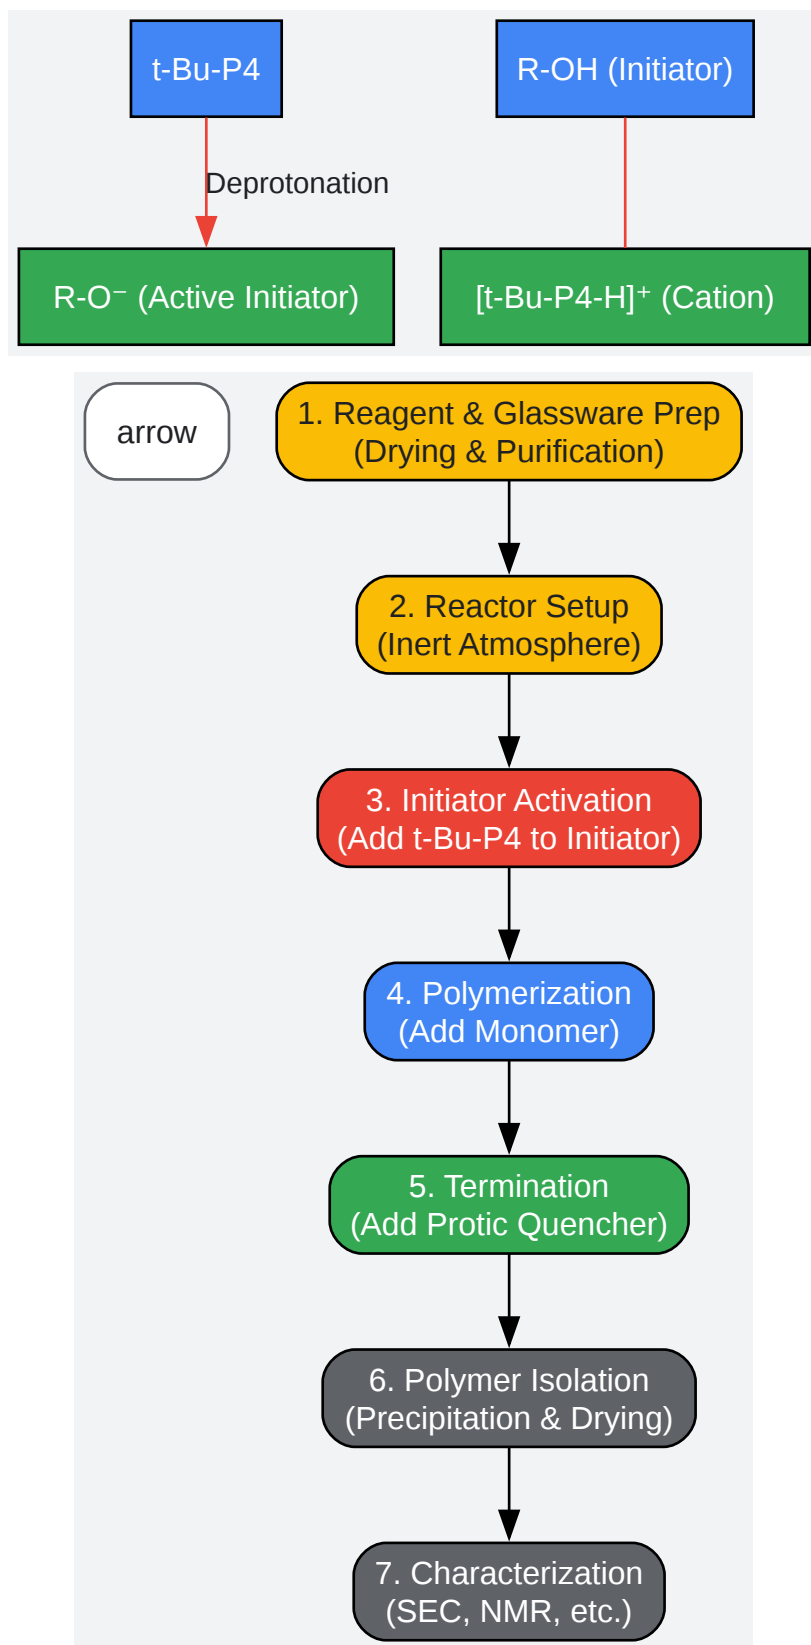 t-Bu-P4
R-OH (Initiator)
Deprotonation
R-O⁻ (Active Initiator)
[t-Bu-P4-H]⁺ (Cation)
arrow
1. Reagent & Glassware Prep
(Drying & Purification)
2. Reactor Setup
(Inert Atmosphere)
3. Initiator Activation
(Add t-Bu-P4 to Initiator)
4. Polymerization
(Add Monomer)
5. Termination
(Add Protic Quencher)
6. Polymer Isolation
(Precipitation & Drying)
7. Characterization
(SEC, NMR, etc.)